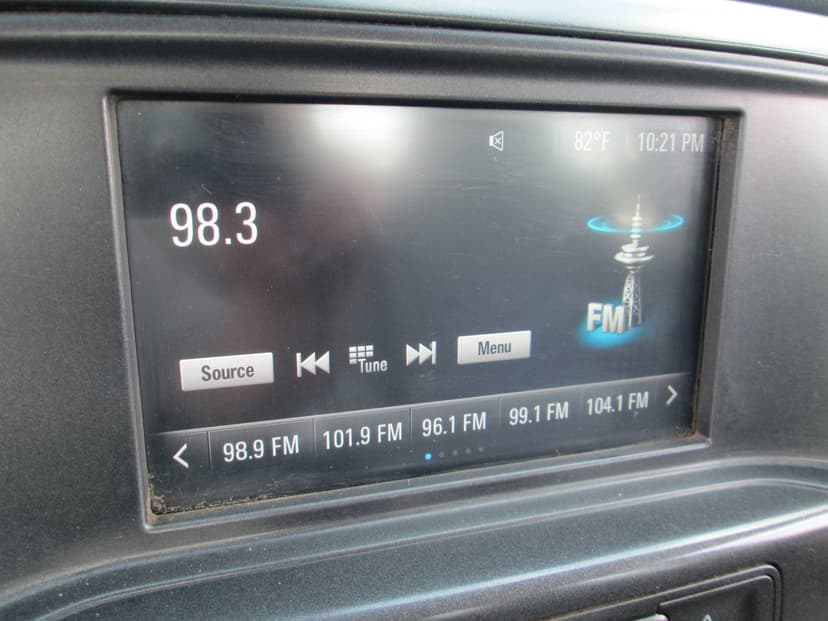 82°F 10:21 PM
98.3
FM
Source Tune Menu
98.9 FM 101.9 FM 96.1 FM 99.1 FM 104.1 FM